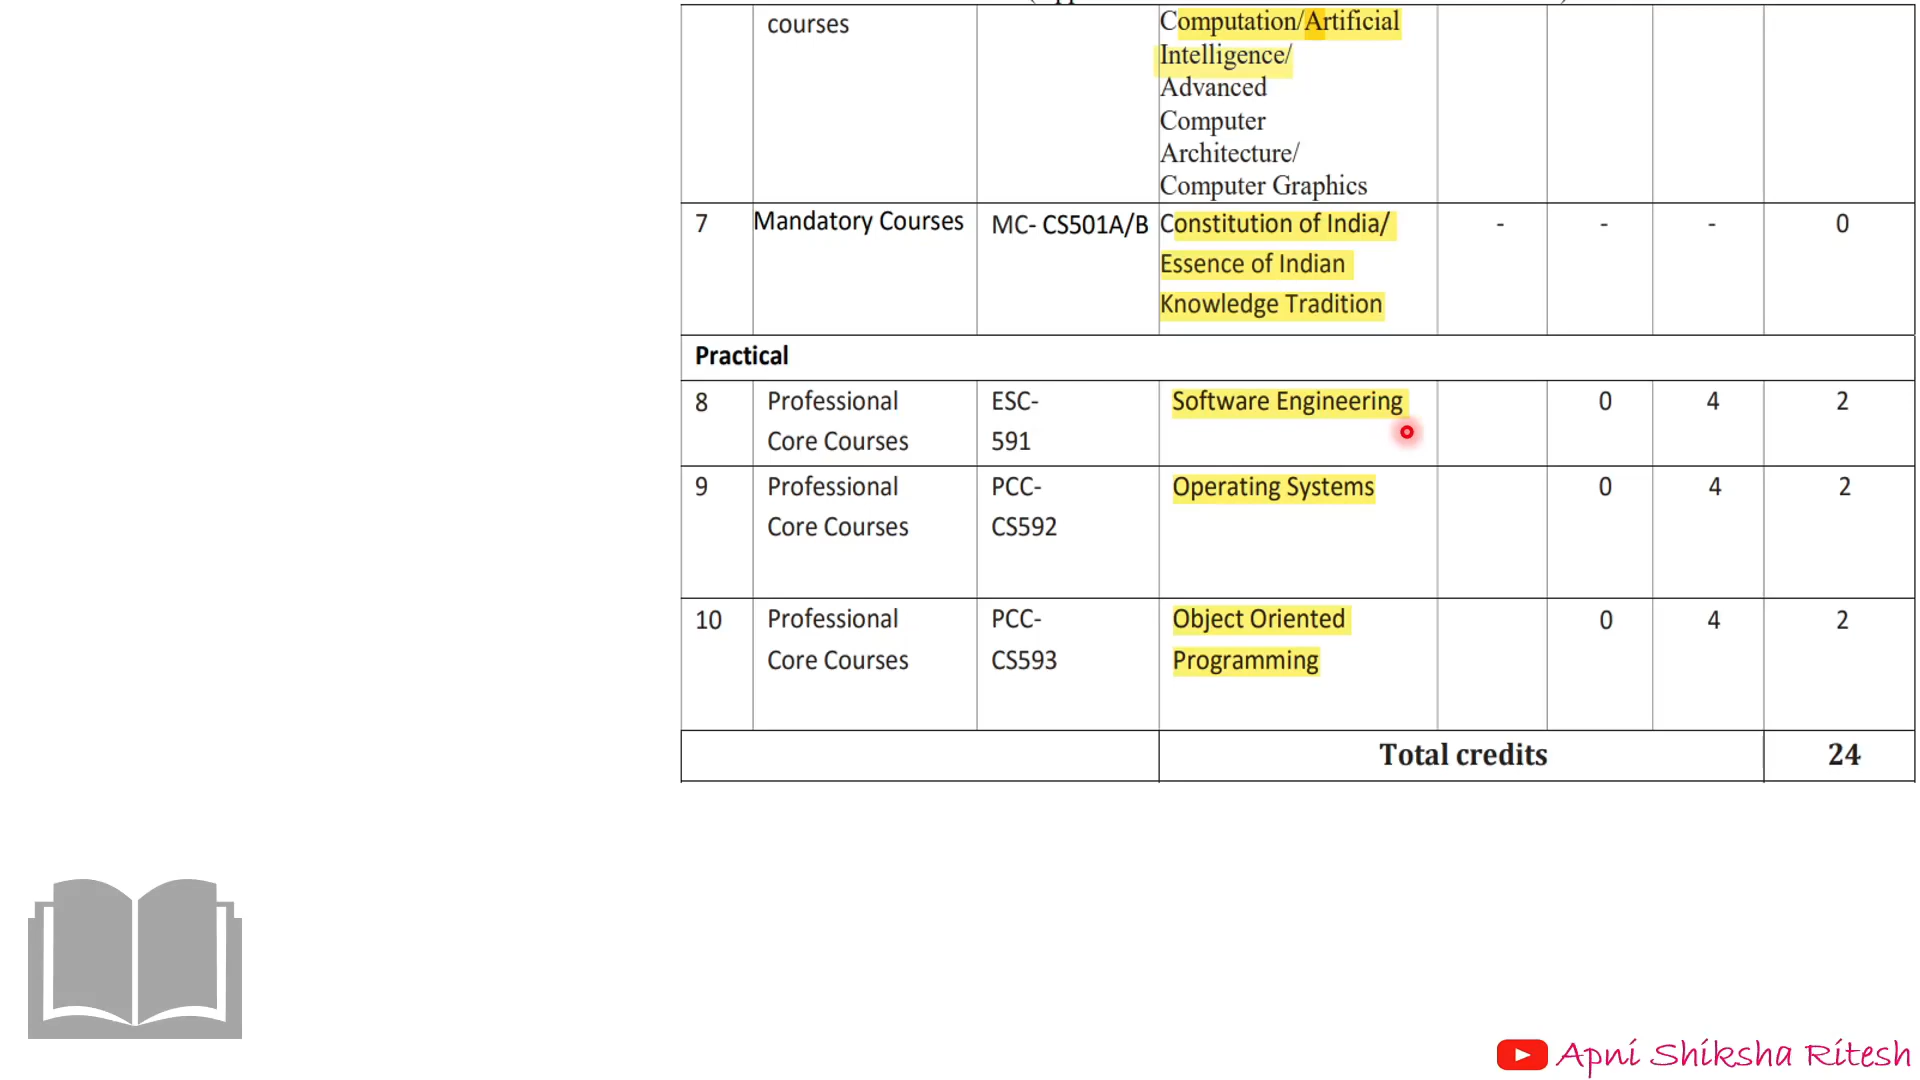 courses Computation/Artificial
Intelligence/
Advanced
Computer
Architecture/
Computer Graphics
7 Mandatory Courses MC- CS501A/B Constitution of India/ - - - 0
Essence of Indian
Knowledge Tradition
Practical
8 Professional ESC- Software Engineering 0 4 2
Core Courses 591
9 Professional PCC- Operating Systems 0 4 2
Core Courses CS592
10 Professional PCC- Object Oriented 0 4 2
Core Courses CS593 Programming
Total credits 24
Apni Shiksha Ritesh